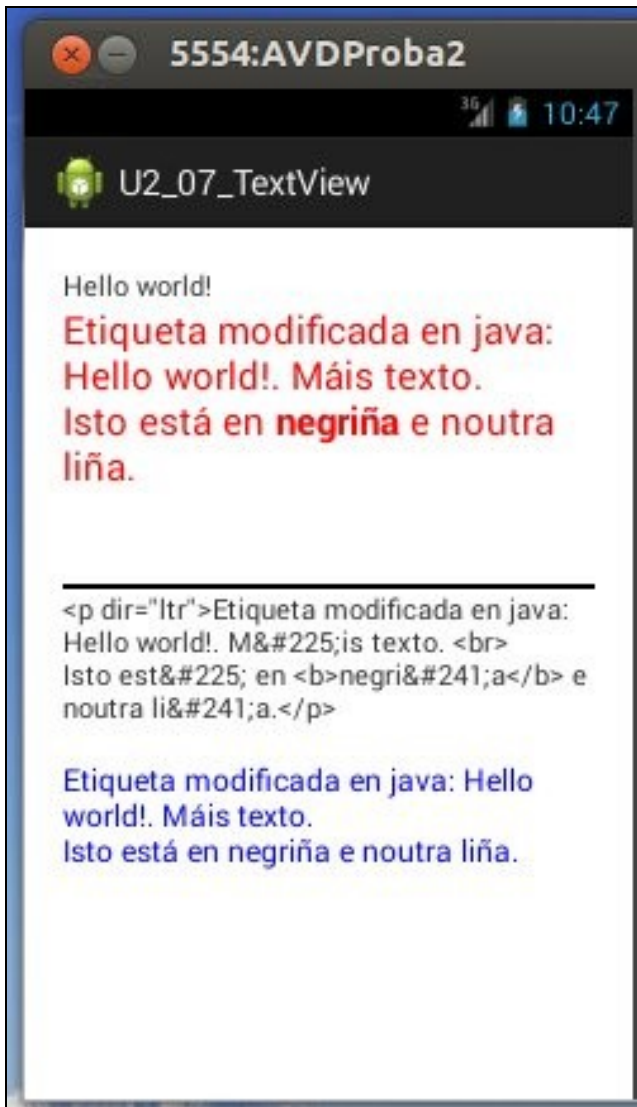 5554:AVDProba2
3G 10:47
U2_07_TextView
Hello world!
Etiqueta modificada en java:
Hello world!. Máis texto.
Isto está en negriña e noutra
liña.
<p dir="ltr">Etiqueta modificada en java:
Hello world!. M&#225;is texto. <br>
Isto est&#225; en <b>negri&#241;a</b> e
noutra li&#241;a.</p>
Etiqueta modificada en java: Hello
world!. Máis texto.
Isto está en negriña e noutra liña.